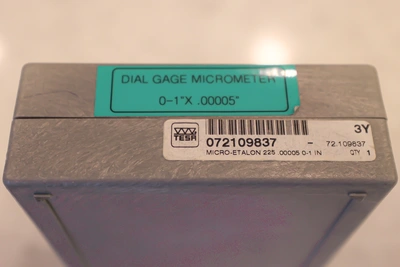 DIAL GAGE MICROMETER
0-1"X .00005"
TESA
3Y
072109837 - 72.109837
MICRO-ETALON 225 .00005 0-1 IN QTY 1